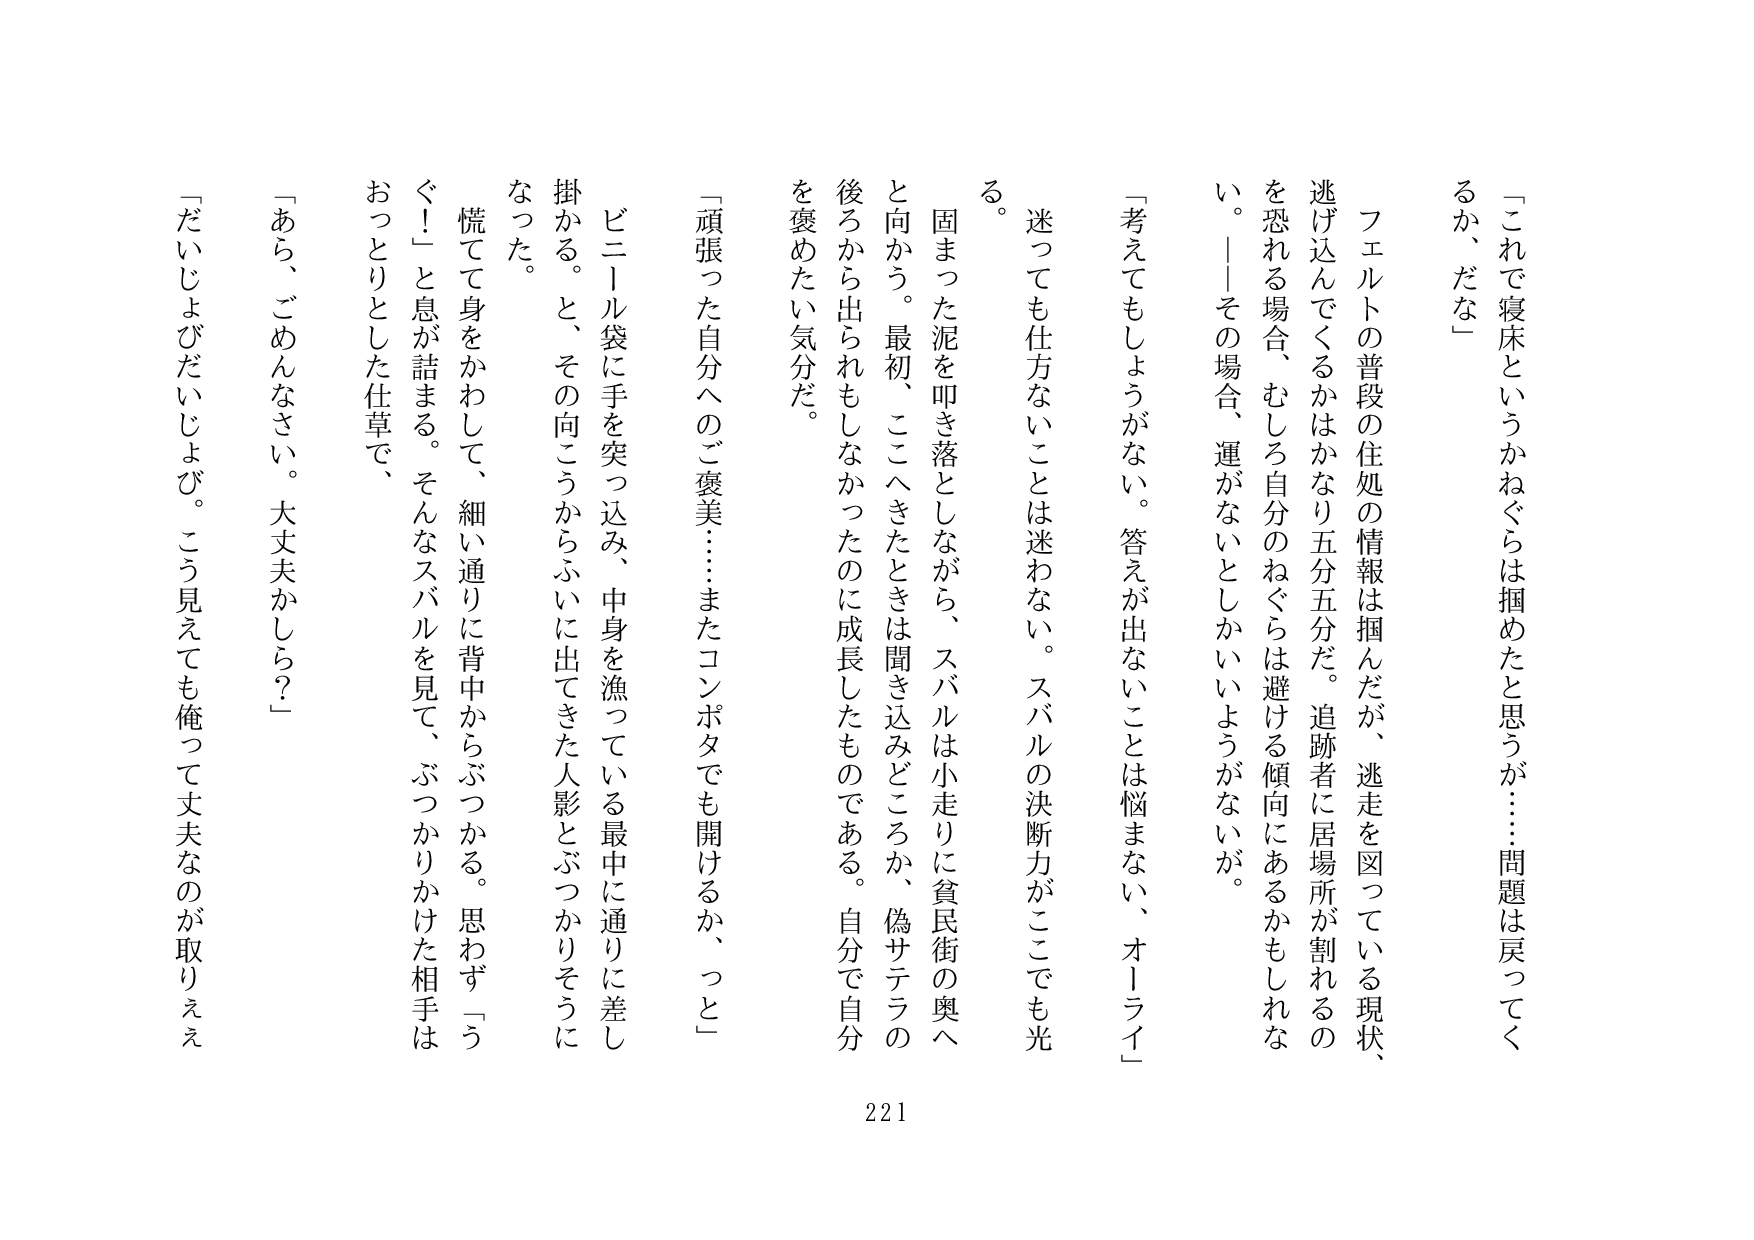 「これで寝床というかねぐらは掴めたと思うが……問題は戻ってく
るか、だな」
　フェルトの普段の住処の情報は掴んだが、逃走を図っている現状、
逃げ込んでくるかはかなり五分五分だ。追跡者に居場所が割れるの
を恐れる場合、むしろ自分のねぐらは避ける傾向にあるかもしれな
い。――その場合、運がないとしかいいようがないが。
「考えてもしょうがない。答えが出ないことは悩まない、オーライ」
　迷っても仕方ないことは迷わない。スバルの決断力がここでも光
る。
　固まった泥を叩き落としながら、スバルは小走りに貧民街の奥へ
と向かう。最初、ここへきたときは聞き込みどころか、偽サテラの
後ろから出られもしなかったのに成長したものである。自分で自分
を褒めたい気分だ。
「頑張った自分へのご褒美……またコンポタでも開けるか、っと」
　ビニール袋に手を突っ込み、中身を漁っている最中に通りに差し
掛かる。と、その向こうからふいに出てきた人影とぶつかりそうに
なった。
　慌てて身をかわして、細い通りに背中からぶつかる。思わず「う
ぐ！」と息が詰まる。そんなスバルを見て、ぶつかりかけた相手は
おっとりとした仕草で、
「あら、ごめんなさい。大丈夫かしら？」
「だいじょびだいじょび。こう見えても俺って丈夫なのが取りえぇ
221